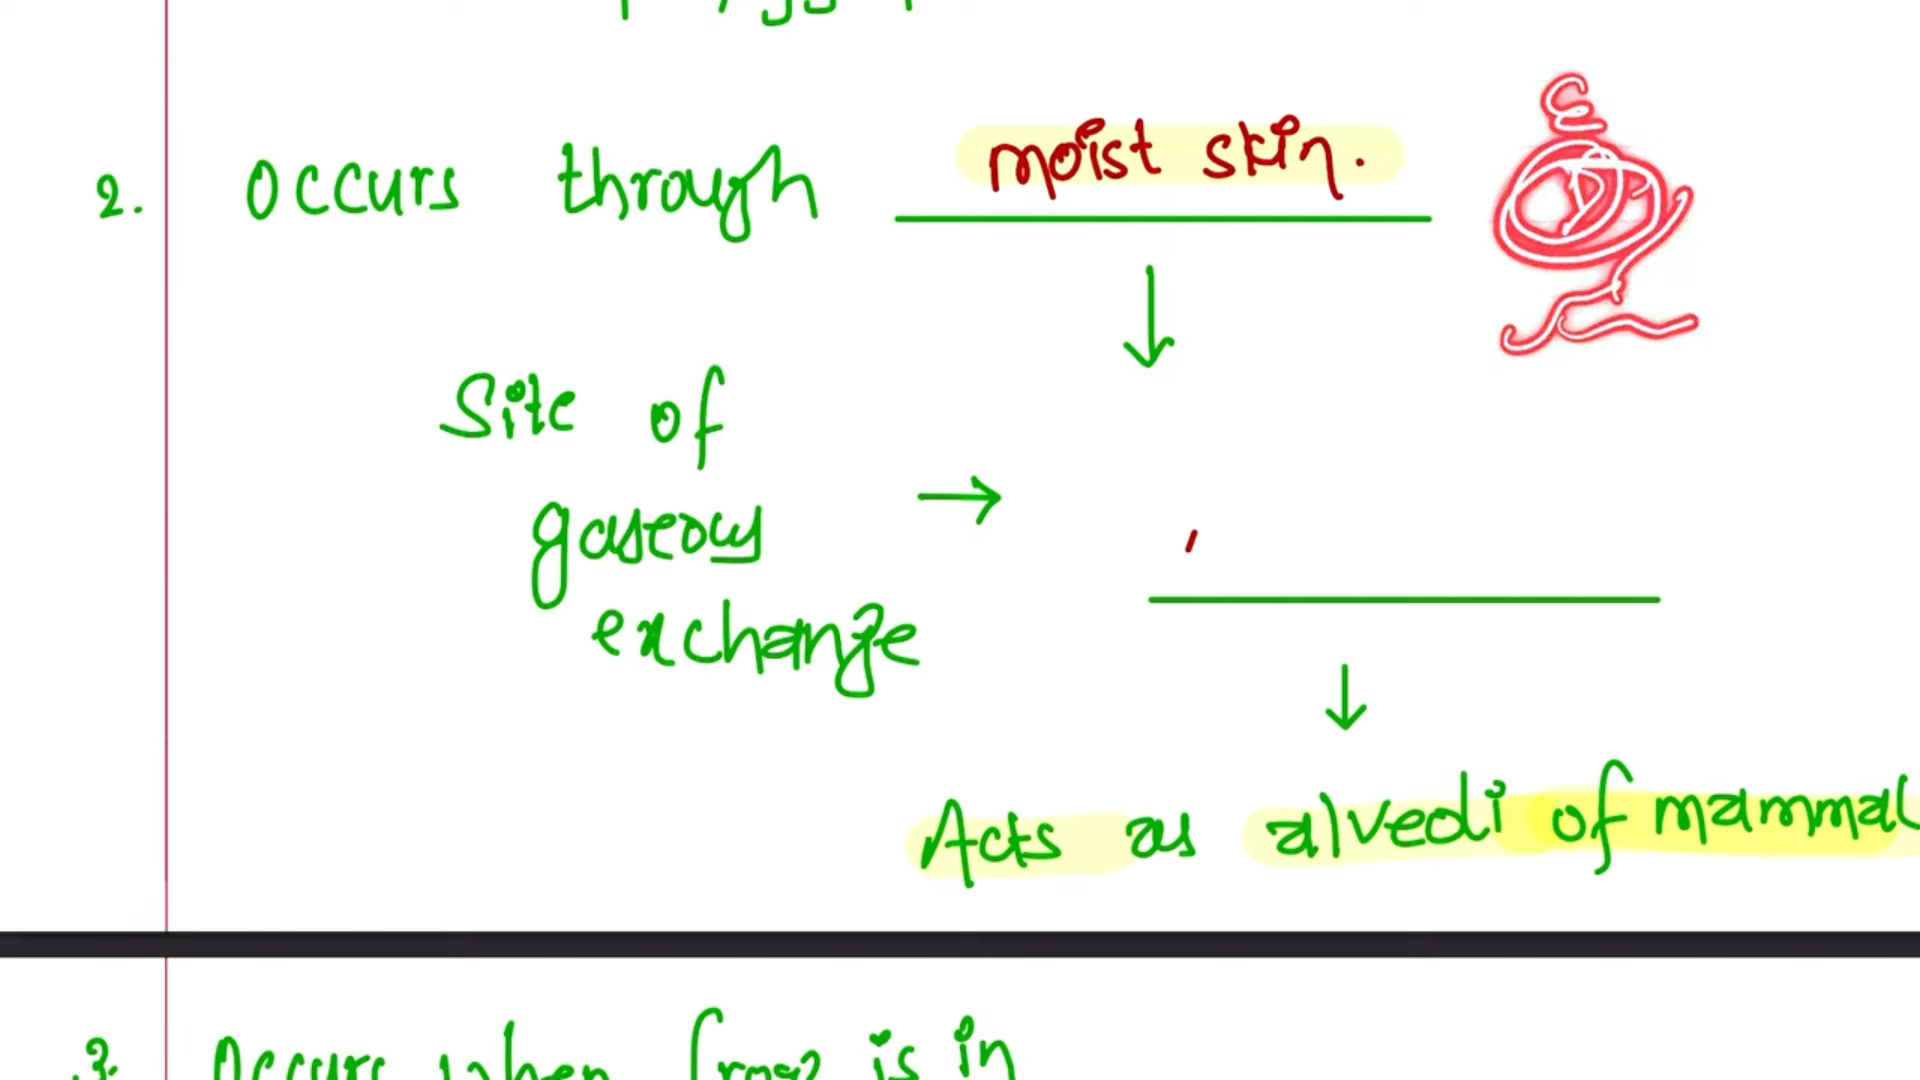 2. Occurs through moist skin.
Site of
gaseous
exchange
Acts as alveoli of mammal
3. Occurs when frog is in